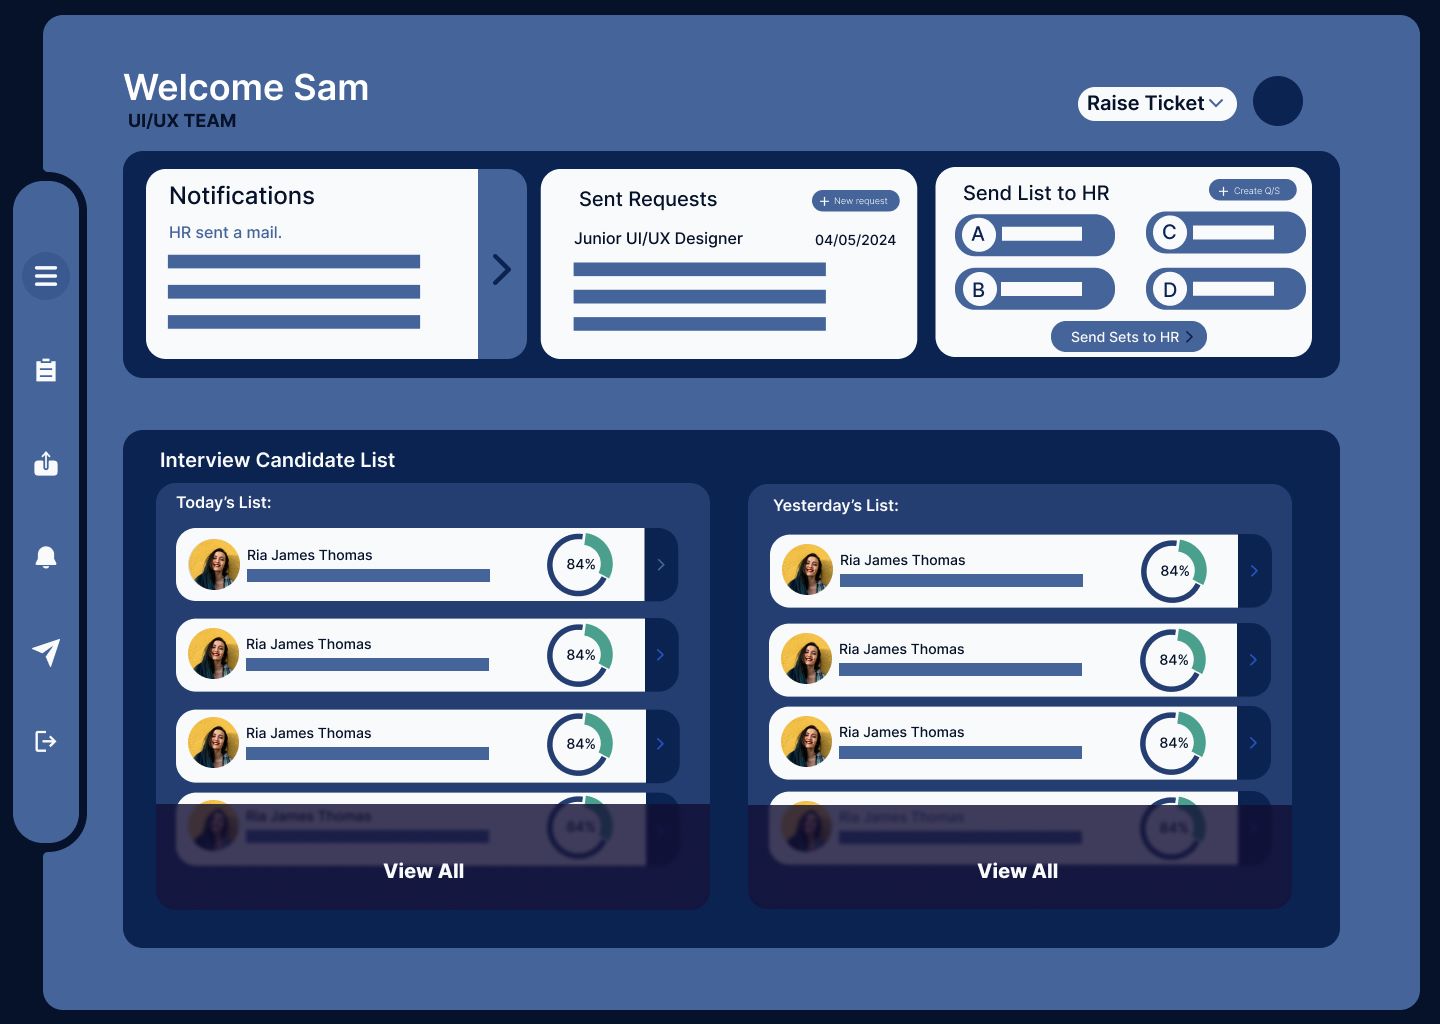 Welcome Sam
UI/UX TEAM
Raise Ticket
Notifications
HR sent a mail.
Sent Requests
+ New request
Junior UI/UX Designer
04/05/2024
Send List to HR
+ Create Q/S
A
C
B
D
Send Sets to HR
Interview Candidate List
Today’s List:
Ria James Thomas
84%
Ria James Thomas
84%
Ria James Thomas
84%
Ria James Thomas
84%
View All
Yesterday’s List:
Ria James Thomas
84%
Ria James Thomas
84%
Ria James Thomas
84%
Ria James Thomas
84%
View All